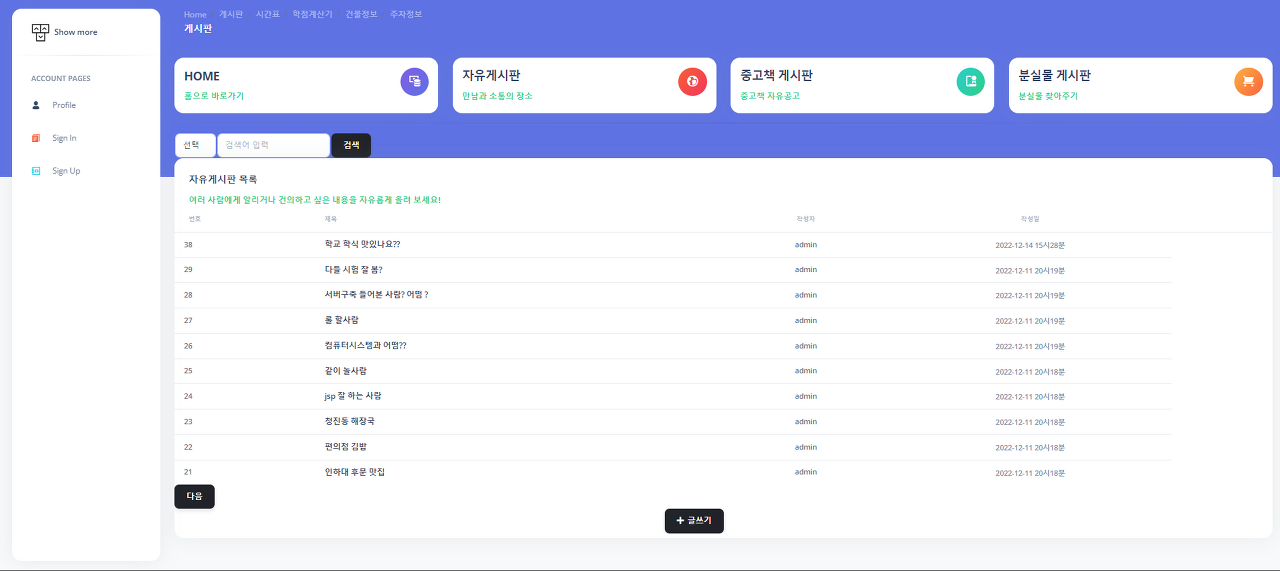 Show more
ACCOUNT PAGES
Profile
Sign In
Sign Up
Home 게시판 시간표 학점계산기 건물정보 주차정보
게시판
HOME
홈으로 바로가기
자유게시판
만남과 소통의 장소
중고책 게시판
중고책 자유공고
분실물 게시판
분실물 찾아주기
선택 검색어 입력 검색
자유게시판 목록
여러 사람에게 알리거나 건의하고 싶은 내용을 자유롭게 올려 보세요!
번호 제목 작성자 작성일
38 학교 학식 맛있나요?? admin 2022-12-14 15시28분
29 다들 시험 잘 봄? admin 2022-12-11 20시19분
28 서버구축 들어본 사람? 어떰 ? admin 2022-12-11 20시19분
27 롤 할사람 admin 2022-12-11 20시19분
26 컴퓨터시스템과 어떰?? admin 2022-12-11 20시19분
25 같이 놀사람 admin 2022-12-11 20시18분
24 jsp 잘 하는 사람 admin 2022-12-11 20시18분
23 청진동 해장국 admin 2022-12-11 20시18분
22 편의점 김밥 admin 2022-12-11 20시18분
21 인하대 후문 맛집 admin 2022-12-11 20시18분
다음
+ 글쓰기